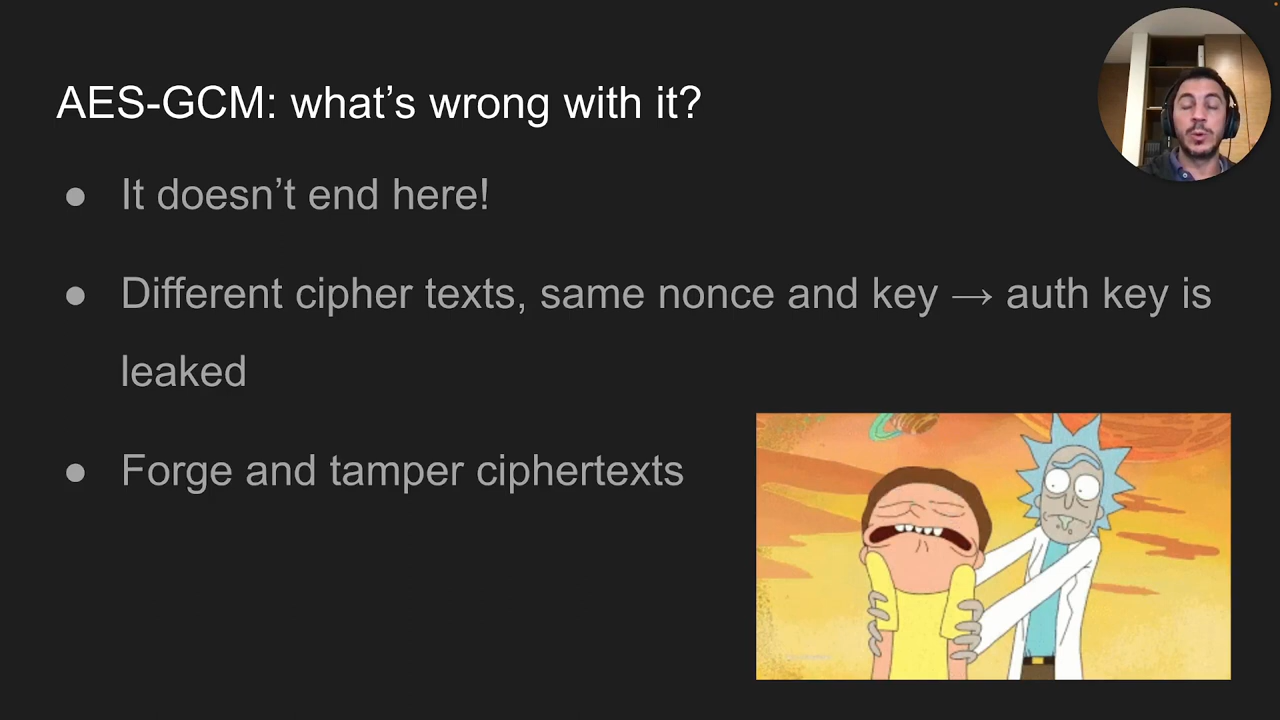 AES-GCM: what’s wrong with it?
● It doesn’t end here!
● Different cipher texts, same nonce and key → auth key is
leaked
● Forge and tamper ciphertexts